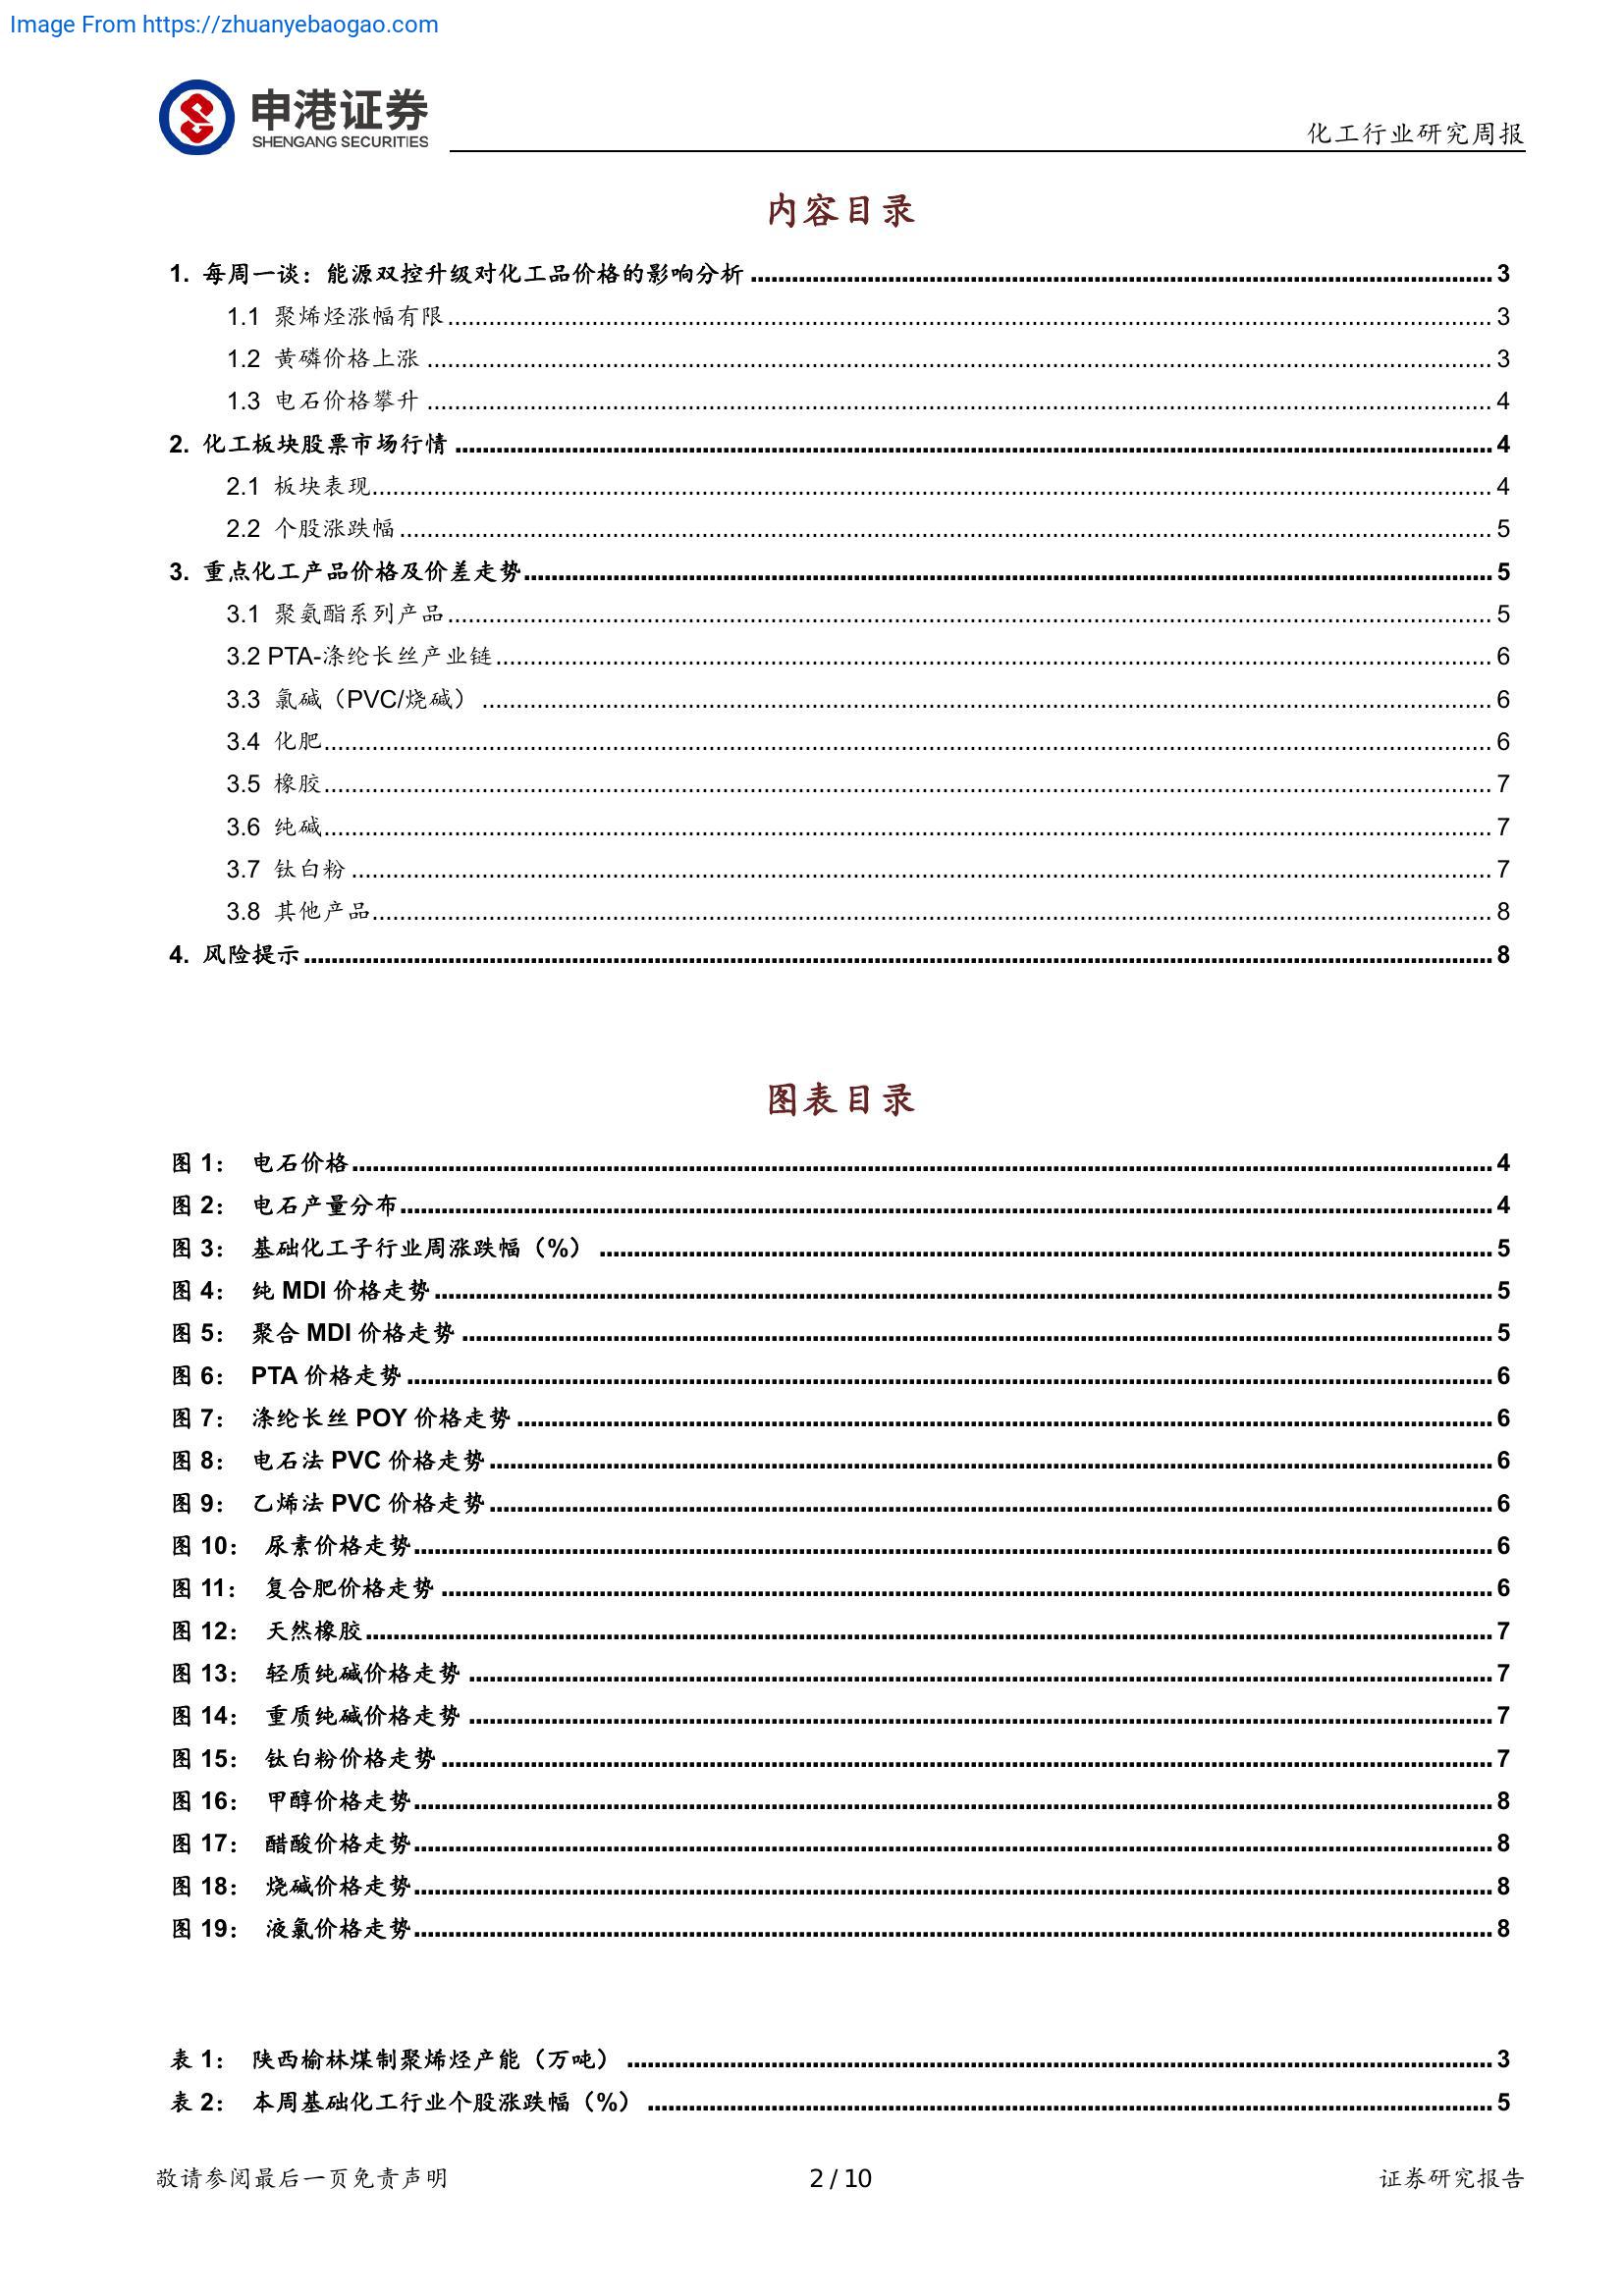 Image From https://zhuanyebaogao.com
申港证券
SHENGANG SECURITIES
化工行业研究周报
内容目录
1. 每周一谈：能源双控升级对化工品价格的影响分析 3
1.1 聚烯烃涨幅有限 3
1.2 黄磷价格上涨 3
1.3 电石价格攀升 4
2. 化工板块股票市场行情 4
2.1 板块表现 4
2.2 个股涨跌幅 5
3. 重点化工产品价格及价差走势 5
3.1 聚氨酯系列产品 5
3.2 PTA-涤纶长丝产业链 6
3.3 氯碱（PVC/烧碱） 6
3.4 化肥 6
3.5 橡胶 7
3.6 纯碱 7
3.7 钛白粉 7
3.8 其他产品 8
4. 风险提示 8
图表目录
图 1： 电石价格 4
图 2： 电石产量分布 4
图 3： 基础化工子行业周涨跌幅（%） 5
图 4： 纯 MDI 价格走势 5
图 5： 聚合 MDI 价格走势 5
图 6： PTA 价格走势 6
图 7： 涤纶长丝 POY 价格走势 6
图 8： 电石法 PVC 价格走势 6
图 9： 乙烯法 PVC 价格走势 6
图 10： 尿素价格走势 6
图 11： 复合肥价格走势 6
图 12： 天然橡胶 7
图 13： 轻质纯碱价格走势 7
图 14： 重质纯碱价格走势 7
图 15： 钛白粉价格走势 7
图 16： 甲醇价格走势 8
图 17： 醋酸价格走势 8
图 18： 烧碱价格走势 8
图 19： 液氯价格走势 8
表 1： 陕西榆林煤制聚烯烃产能（万吨） 3
表 2： 本周基础化工行业个股涨跌幅（%） 5
敬请参阅最后一页免责声明 2 / 10 证券研究报告